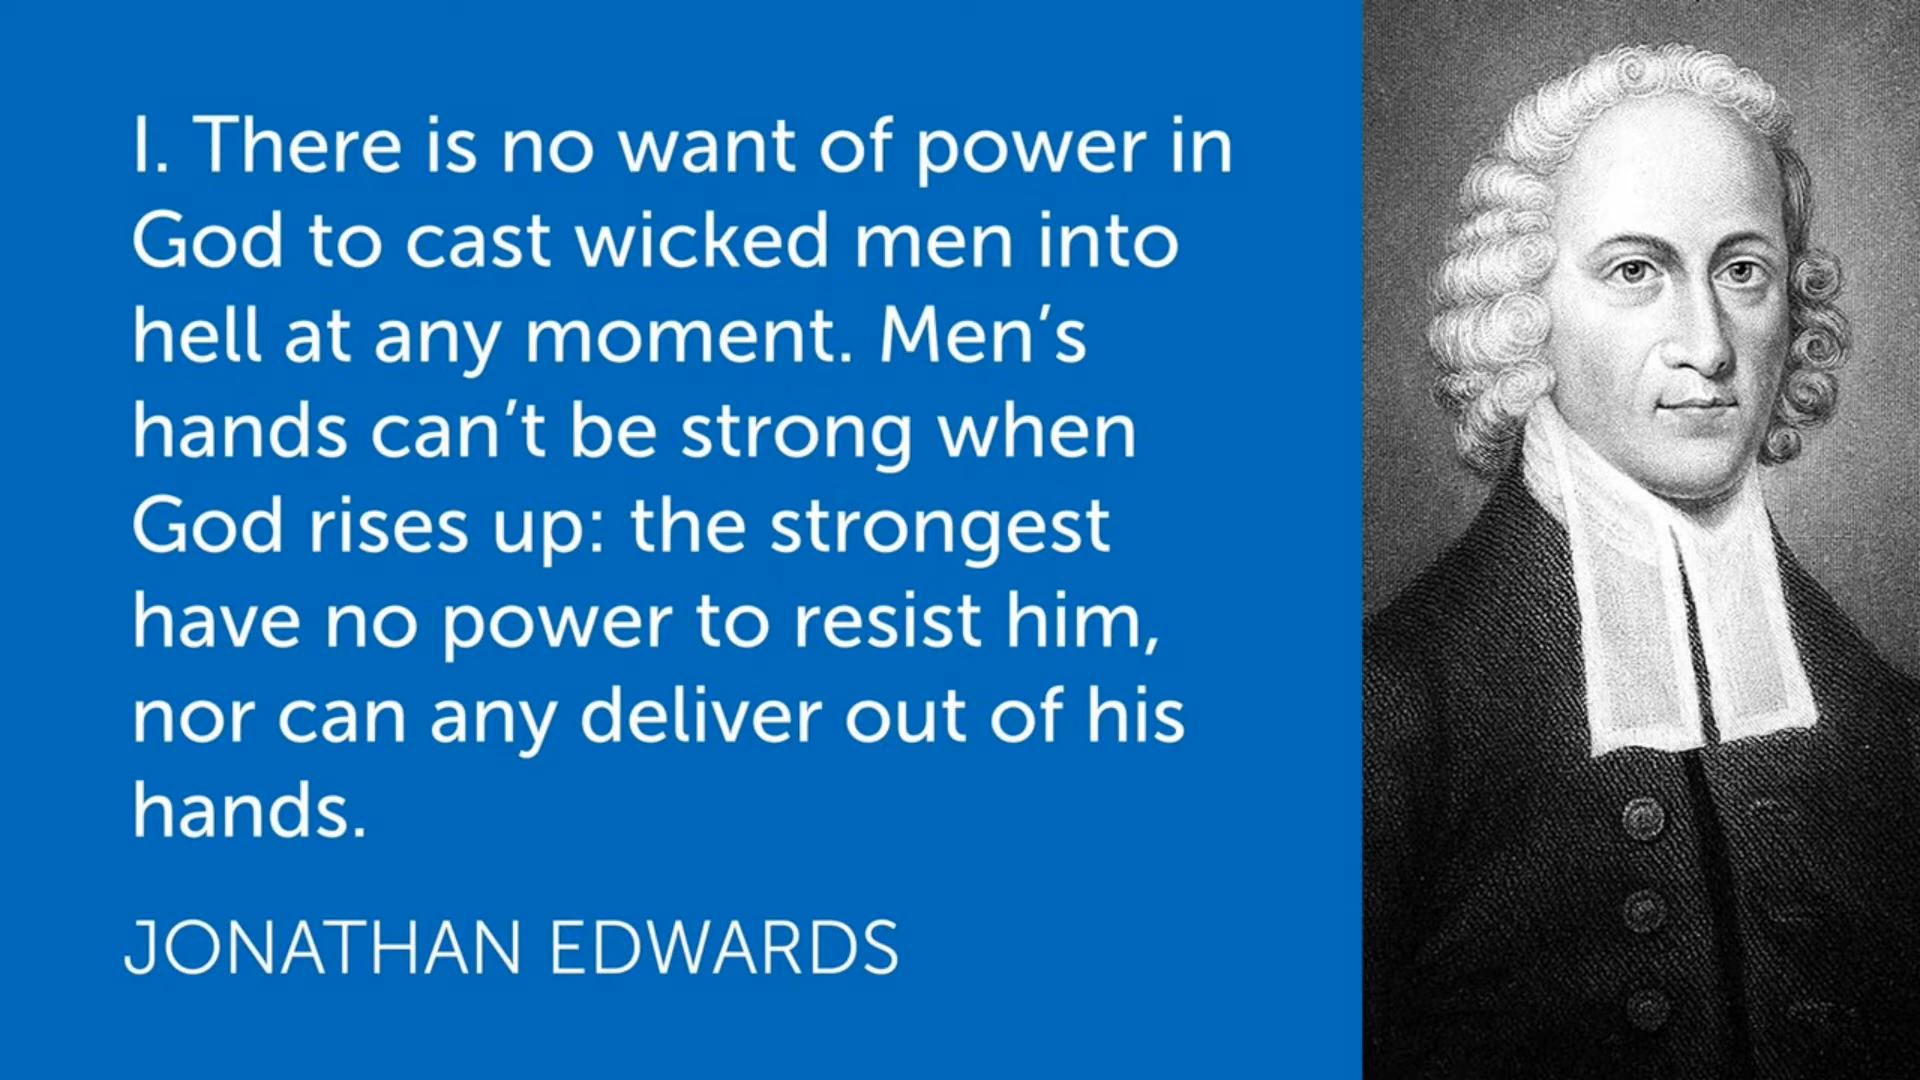 I. There is no want of power in
God to cast wicked men into
hell at any moment. Men’s
hands can’t be strong when
God rises up: the strongest
have no power to resist him,
nor can any deliver out of his
hands.
JONATHAN EDWARDS